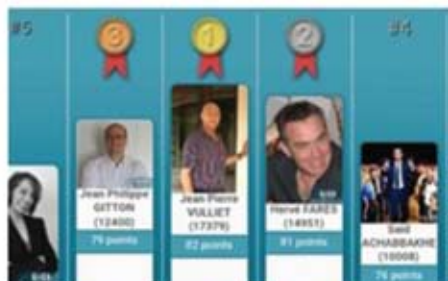 #5
3
1
2
#4
Jean-Philippe
GITTON
(12400)
79 points
Jean-Pierre
VULLIET
(17379)
82 points
Hervé FARES
(14951)
81 points
Said
ACHABBAKHE
(10008)
76 points